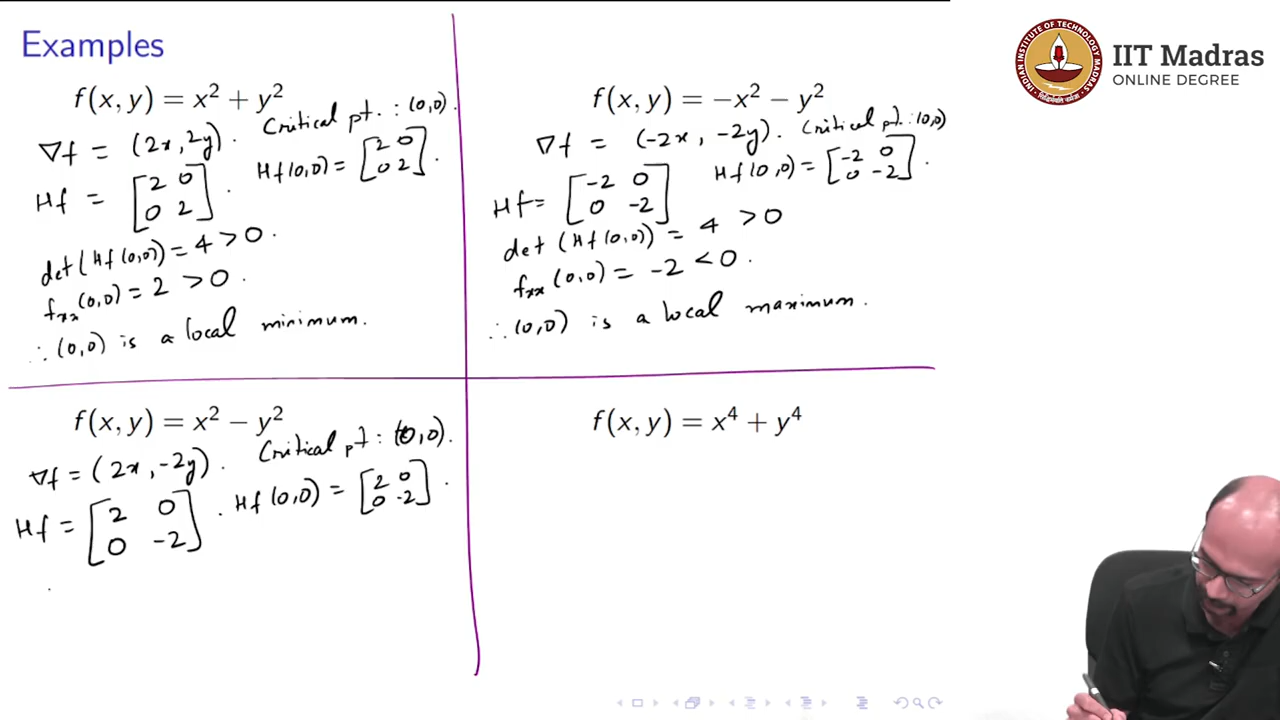 Examples
f(x, y) = x² + y²
∇f = (2x, 2y). Critical pt. : (0,0).
Hf = [2 0; 0 2]. Hf(0,0) = [2 0; 0 2].
det(Hf(0,0)) = 4 > 0.
fₓₓ(0,0) = 2 > 0.
∴ (0,0) is a local minimum.
f(x, y) = −x² − y²
∇f = (-2x, -2y). Critical pt. : (0,0)
Hf = [-2 0; 0 -2] Hf(0,0) = [-2 0; 0 -2].
det(Hf(0,0)) = 4 > 0
fₓₓ(0,0) = -2 < 0.
∴ (0,0) is a local maximum.
f(x, y) = x² − y²
∇f = (2x, -2y). Critical pt : (0,0).
Hf = [2 0; 0 -2]. Hf(0,0) = [2 0; 0 -2].
f(x, y) = x⁴ + y⁴
IIT Madras
ONLINE DEGREE
INDIAN INSTITUTE OF TECHNOLOGY MADRAS